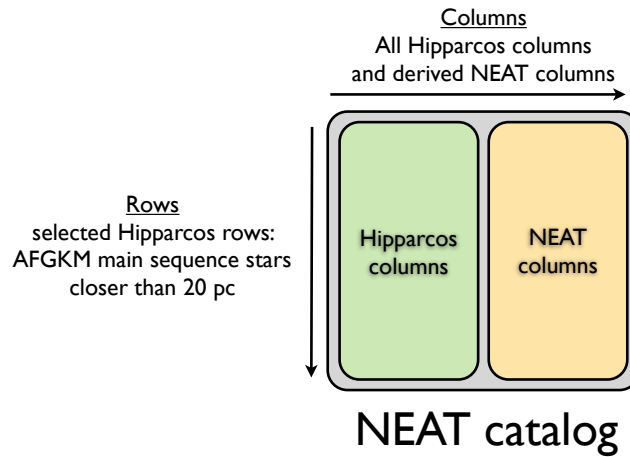 Columns
All Hipparcos columns
and derived NEAT columns
Rows
selected Hipparcos rows:
AFGKM main sequence stars
closer than 20 pc
Hipparcos
columns
NEAT
columns
NEAT catalog